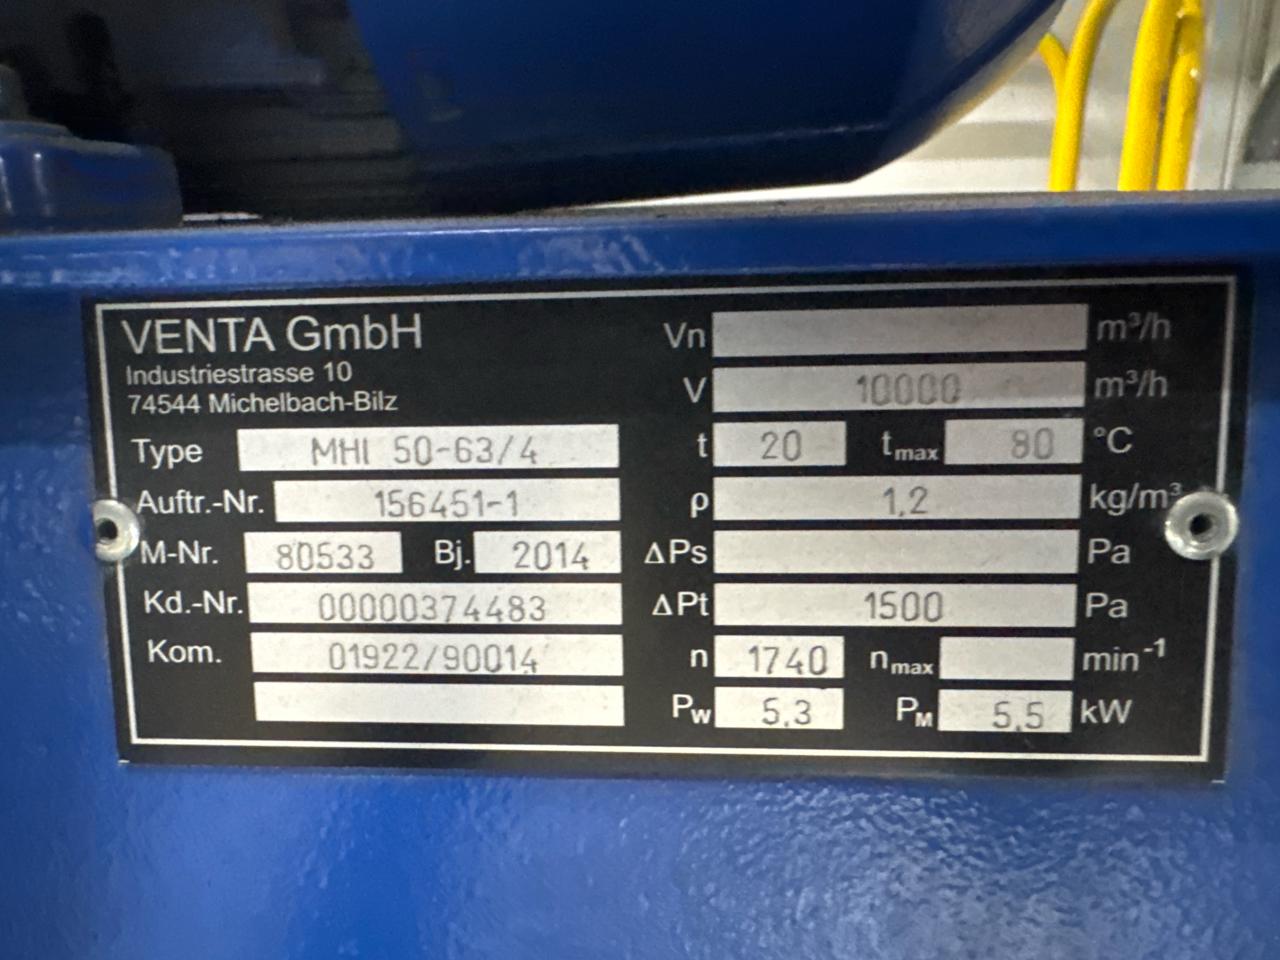 VENTA GmbH
Industriestrasse 10
74544 Michelbach-Bilz
Type MHI 50-63/4
Auftr.-Nr. 156451-1
M-Nr. 80533 Bj. 2014
Kd.-Nr. 00000374483
Kom. 01922/90014
Vn m³/h
V 10000 m³/h
t 20 tmax 80 °C
ρ 1,2 kg/m³
ΔPs Pa
ΔPt 1500 Pa
n 1740 nmax min⁻¹
Pw 5,3 PM 5,5 kW